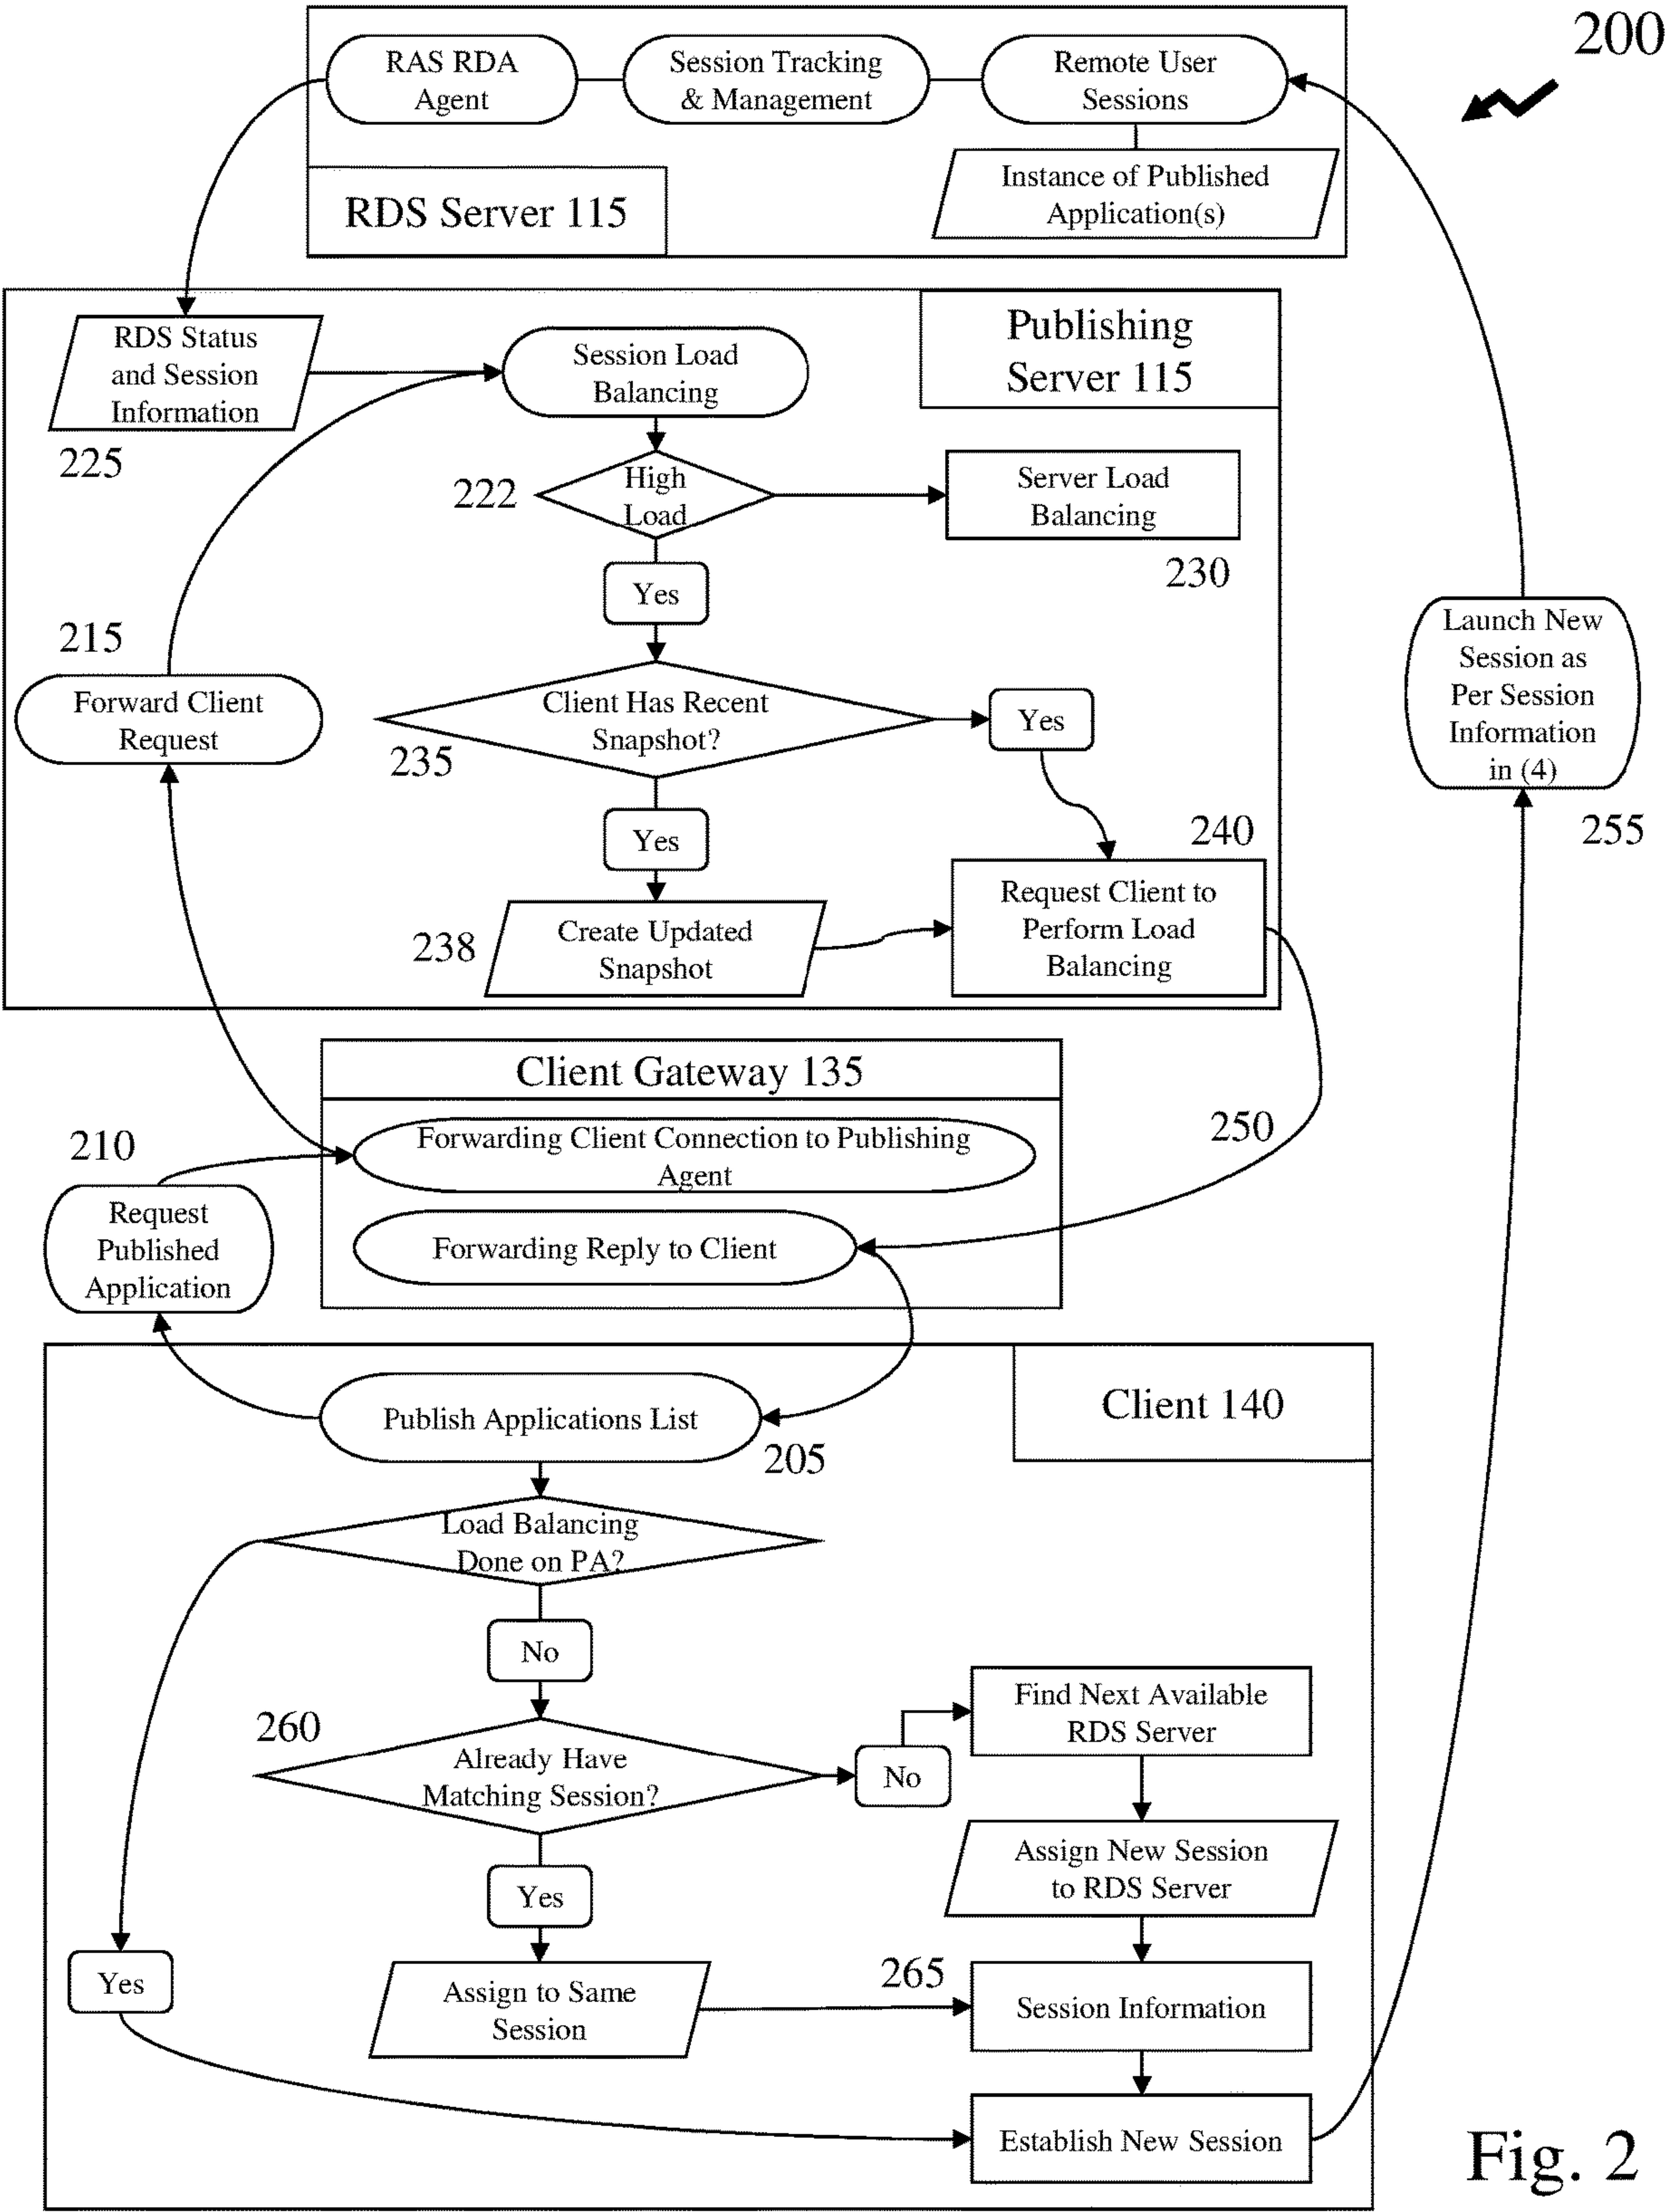 200
RAS RDA
Agent
Session Tracking
& Management
Remote User
Sessions
Instance of Published
Application(s)
RDS Server 115
Publishing
Server 115
RDS Status
and Session
Information
225
Session Load
Balancing
222
High
Load
Server Load
Balancing
230
Yes
215
Forward Client
Request
Client Has Recent
Snapshot?
235
Yes
Yes
240
238
Create Updated
Snapshot
Request Client to
Perform Load
Balancing
Launch New
Session as
Per Session
Information
in (4)
255
Client Gateway 135
Forwarding Client Connection to Publishing
Agent
Forwarding Reply to Client
250
210
Request
Published
Application
Client 140
Publish Applications List
205
Load Balancing
Done on PA?
No
260
Already Have
Matching Session?
No
Find Next Available
RDS Server
Assign New Session
to RDS Server
Yes
Yes
Assign to Same
Session
265
Session Information
Establish New Session
Fig. 2